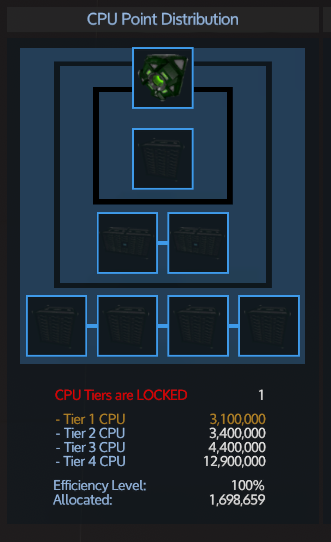 CPU Point Distribution
CPU Tiers are LOCKED 1
- Tier 1 CPU 3,100,000
- Tier 2 CPU 3,400,000
- Tier 3 CPU 4,400,000
- Tier 4 CPU 12,900,000
Efficiency Level: 100%
Allocated: 1,698,659